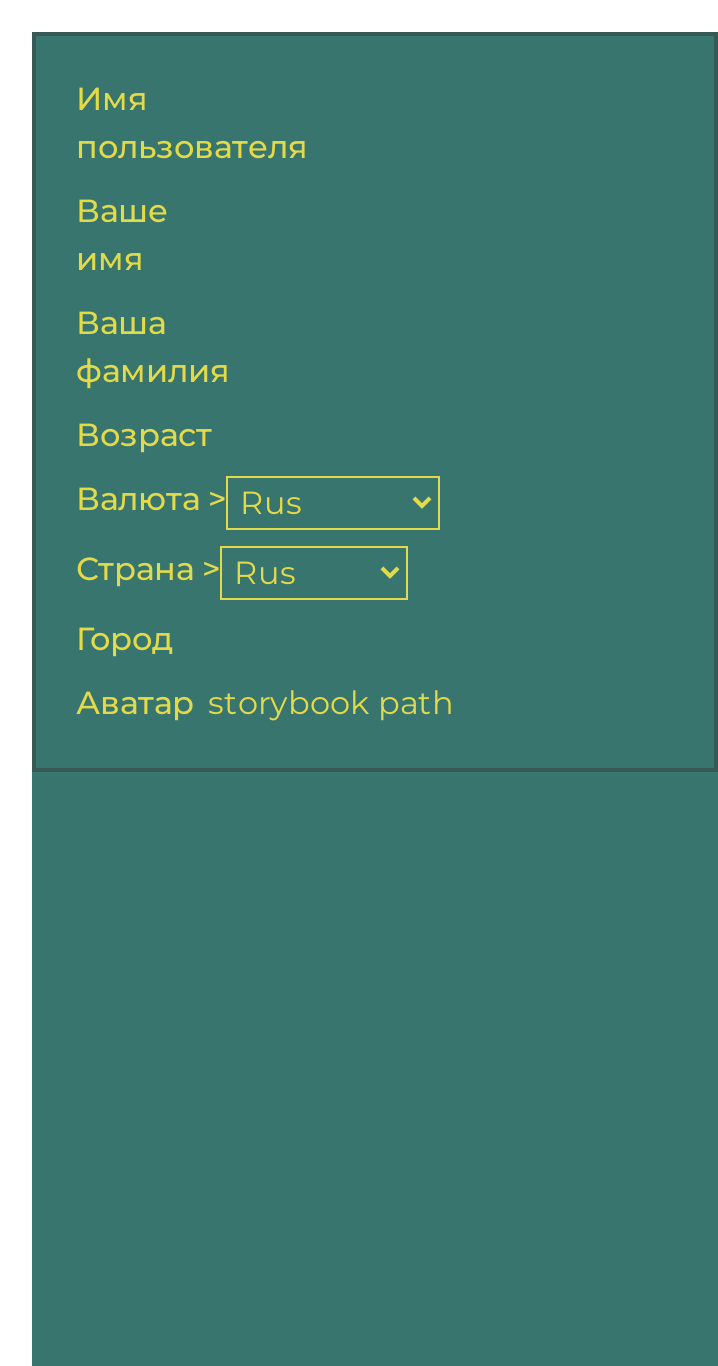 Имя
пользователя
Ваше
имя
Ваша
фамилия
Возраст
Валюта > Rus
Страна > Rus
Город
Аватар storybook path